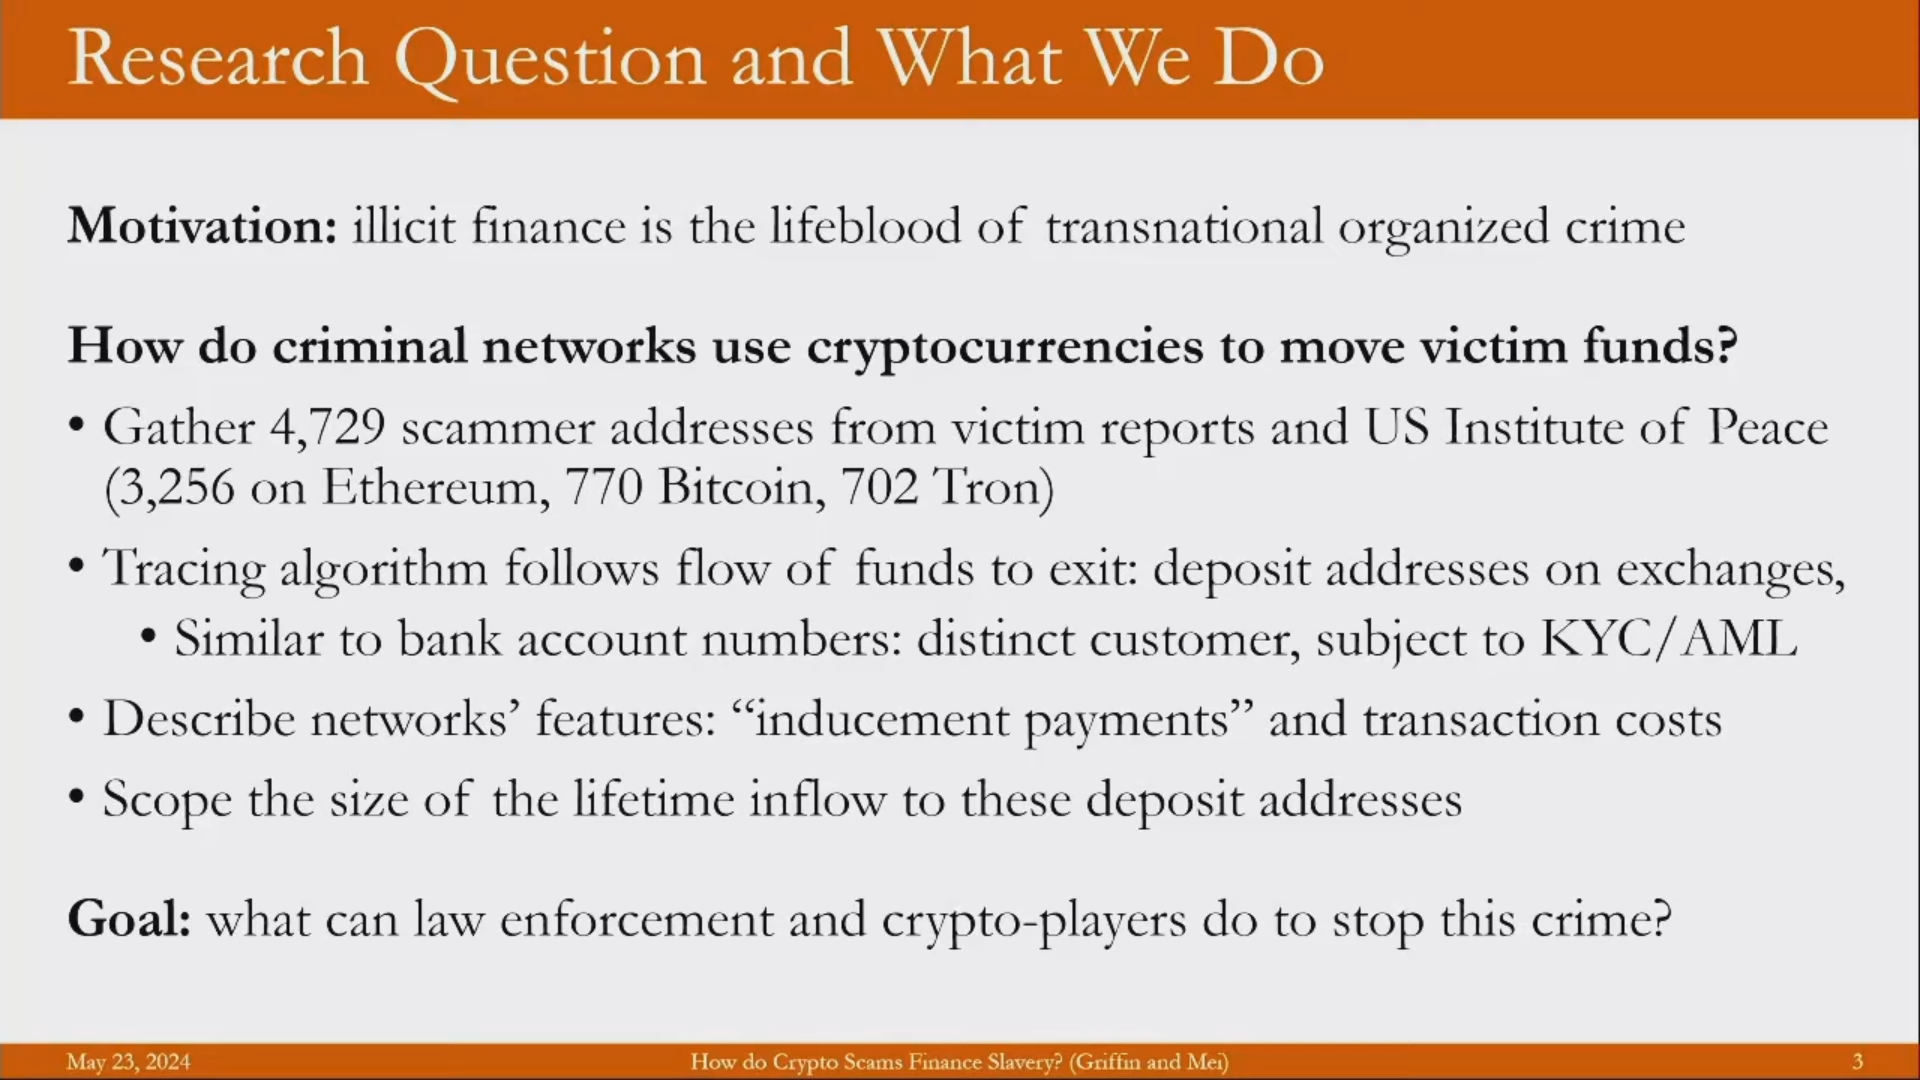 Research Question and What We Do
Motivation: illicit finance is the lifeblood of transnational organized crime
How do criminal networks use cryptocurrencies to move victim funds?
• Gather 4,729 scammer addresses from victim reports and US Institute of Peace
(3,256 on Ethereum, 770 Bitcoin, 702 Tron)
• Tracing algorithm follows flow of funds to exit: deposit addresses on exchanges,
• Similar to bank account numbers: distinct customer, subject to KYC/AML
• Describe networks’ features: “inducement payments” and transaction costs
• Scope the size of the lifetime inflow to these deposit addresses
Goal: what can law enforcement and crypto-players do to stop this crime?
May 23, 2024
How do Crypto Scams Finance Slavery? (Griffin and Mei)
3